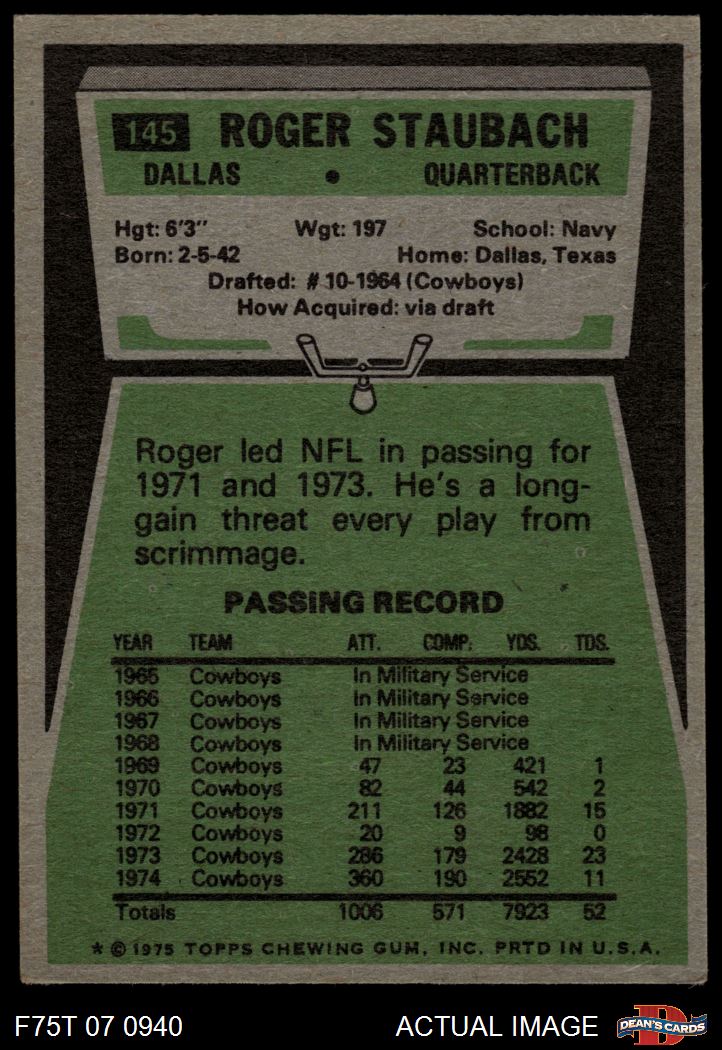 145 ROGER STAUBACH
DALLAS • QUARTERBACK
Hgt: 6'3" Wgt: 197 School: Navy
Born: 2-5-42 Home: Dallas, Texas
Drafted: # 10-1964 (Cowboys)
How Acquired: via draft
Roger led NFL in passing for
1971 and 1973. He's a long-
gain threat every play from
scrimmage.
PASSING RECORD
YEAR TEAM ATT. COMP. YDS. TDS.
1965 Cowboys In Military Service
1966 Cowboys In Military Service
1967 Cowboys In Military Service
1968 Cowboys In Military Service
1969 Cowboys 47 23 421 1
1970 Cowboys 82 44 542 2
1971 Cowboys 211 126 1882 15
1972 Cowboys 20 9 98 0
1973 Cowboys 286 179 2428 23
1974 Cowboys 360 190 2552 11
Totals 1006 571 7923 52
* © 1975 TOPPS CHEWING GUM, INC. PRTD IN U.S.A.
F75T 07 0940 ACTUAL IMAGE D DEAN'S CARDS